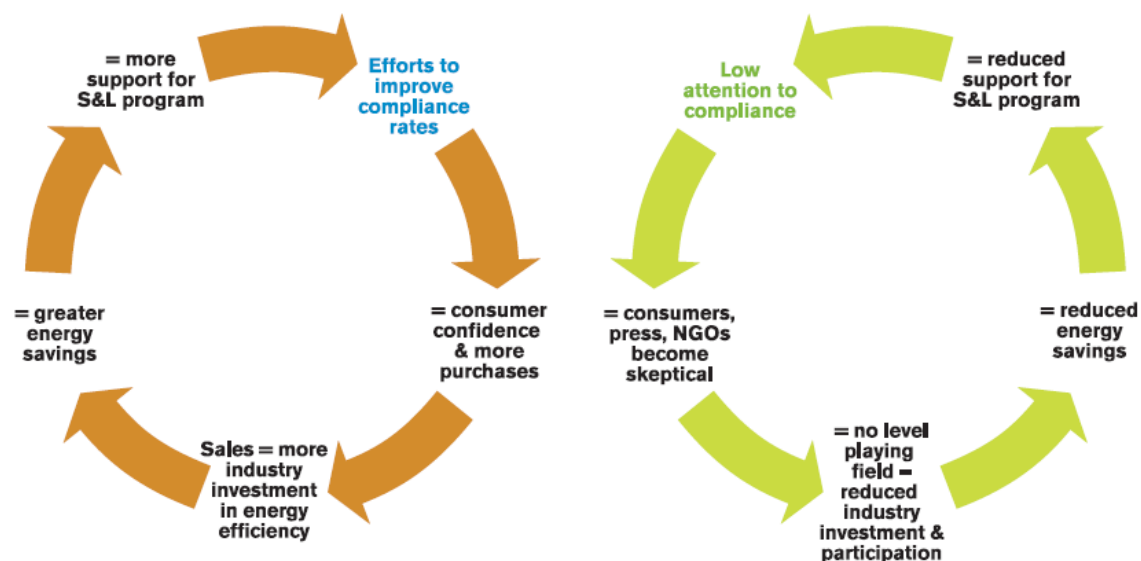 = more
support for
S&L program
Efforts to
improve
compliance
rates
= consumer
confidence
& more
purchases
Sales = more
industry
investment
in energy
efficiency
= greater
energy
savings
Low
attention to
compliance
= consumers,
press, NGOs
become
skeptical
= no level
playing
field –
reduced
industry
investment &
participation
= reduced
energy
savings
= reduced
support for
S&L program